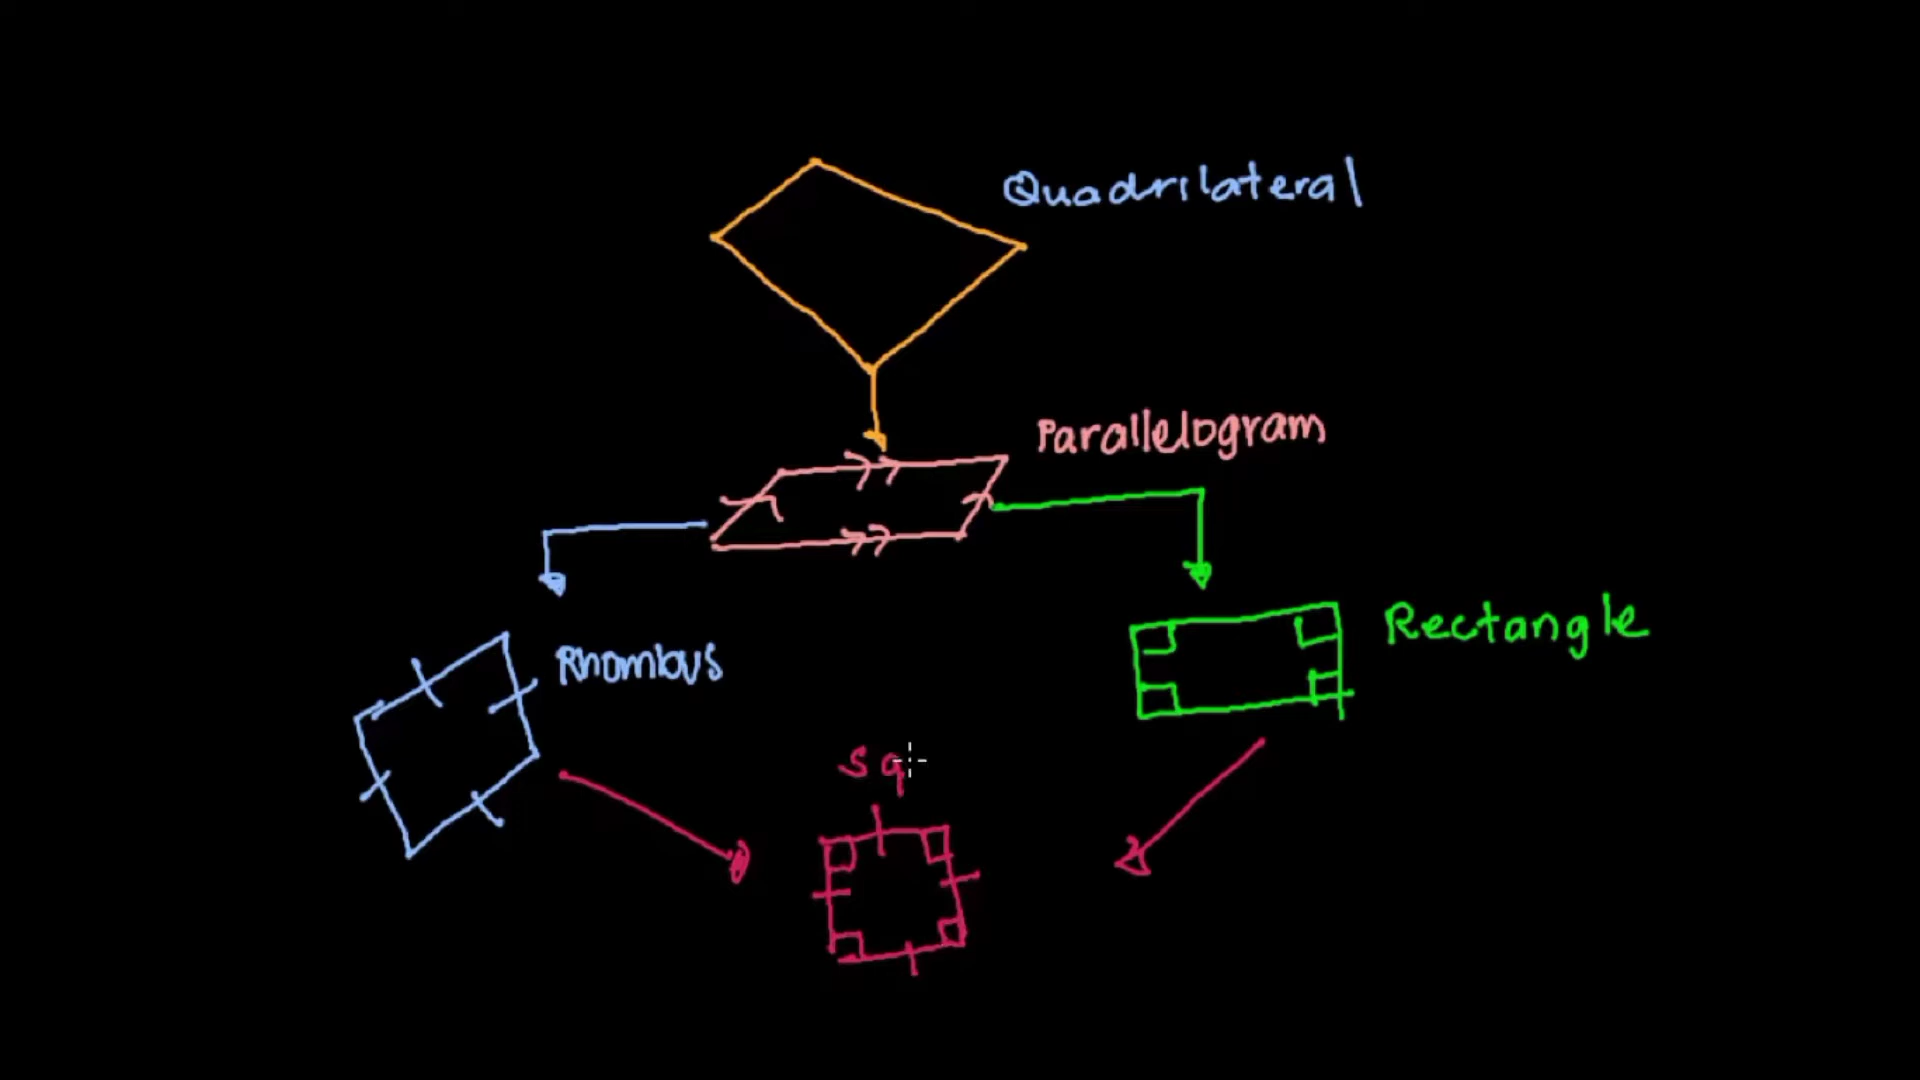 Quadrilateral
Parallelogram
Rectangle
Rhombus
Sq